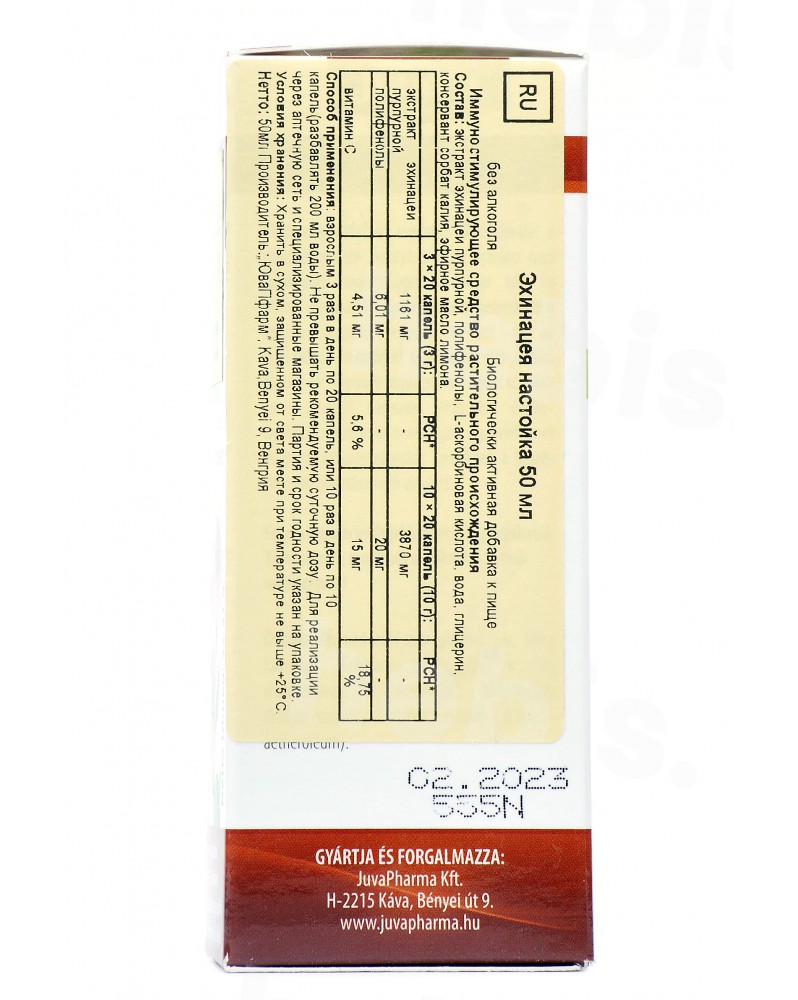 RU
Эхинацея настойка 50 мл
без алкоголя Биологически активная добавка к пище
Иммуностимулирующее средство растительного происхождения
Состав: экстракт эхинацеи пурпурной, полифенолы, L-аскорбиновая кислота, вода, глицерин,
консервант сорбат калия, эфирное масло лимона.
3 × 20 капель (3 г): РСН* 10 × 20 капель (10 г): РСН*
экстракт эхинацеи
пурпурной 1161 мг - 3870 мг -
полифенолы 6,01 мг - 20 мг -
витамин С 4,51 мг 5,6 % 15 мг 18,75
%
Способ применения: взрослым 3 раза в день по 20 капель, или 10 раз в день по 10
капель(разбавлять 200 мл воды). Не превышать рекомендуемую суточную дозу. Для реализации
через аптечную сеть и специализированные магазины. Партия и срок годности указан на упаковке.
Условия хранения: Хранить в сухом, защищенном от света месте при температуре не выше +25°С.
Нетто: 50мл Производитель: „ЮваПфарм”, Kava,Benyei 9, Венгрия
aetheroleum).
02.2023
555N
GYÁRTJA ÉS FORGALMAZZA:
JuvaPharma Kft.
H-2215 Káva, Bényei út 9.
www.juvapharma.hu